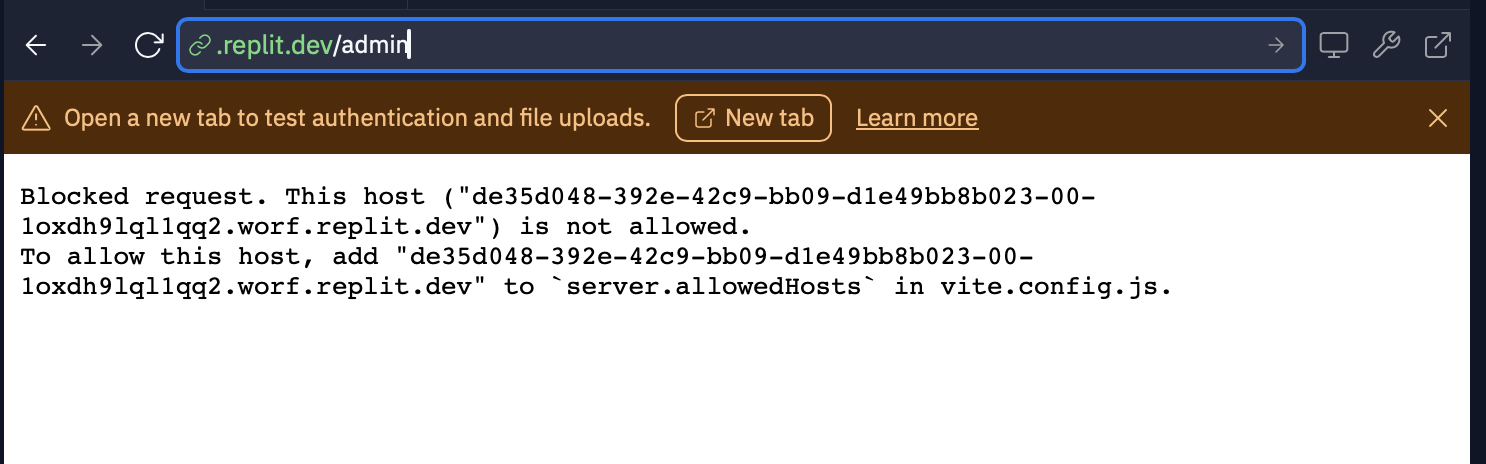 .replit.dev/admin
Open a new tab to test authentication and file uploads. New tab Learn more
Blocked request. This host ("de35d048-392e-42c9-bb09-d1e49bb8b023-00-
1oxdh9lql1qq2.worf.replit.dev") is not allowed.
To allow this host, add "de35d048-392e-42c9-bb09-d1e49bb8b023-00-
1oxdh9lql1qq2.worf.replit.dev" to `server.allowedHosts` in vite.config.js.